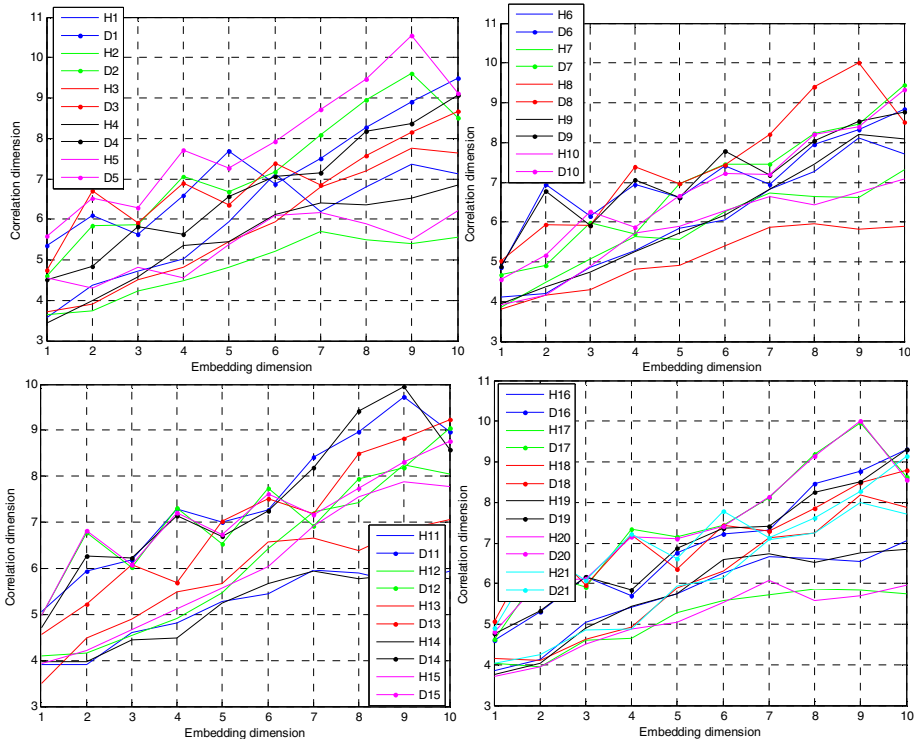 11
10
9
8
7
6
5
4
3
Correlation dimension
H1
D1
H2
D2
H3
D3
H4
D4
H5
D5
1 2 3 4 5 6 7 8 9 10
Embedding dimension
11
10
9
8
7
6
5
4
3
Correlation dimension
H6
D6
H7
D7
H8
D8
H9
D9
H10
D10
1 2 3 4 5 6 7 8 9 10
Embedding dimension
10
9
8
7
6
5
4
3
Correlation dimension
H11
D11
H12
D12
H13
D13
H14
D14
H15
D15
1 2 3 4 5 6 7 8 9 10
Embedding dimension
11
10
9
8
7
6
5
4
3
Correlation dimension
H16
D16
H17
D17
H18
D18
H19
D19
H20
D20
H21
D21
1 2 3 4 5 6 7 8 9 10
Embedding dimension